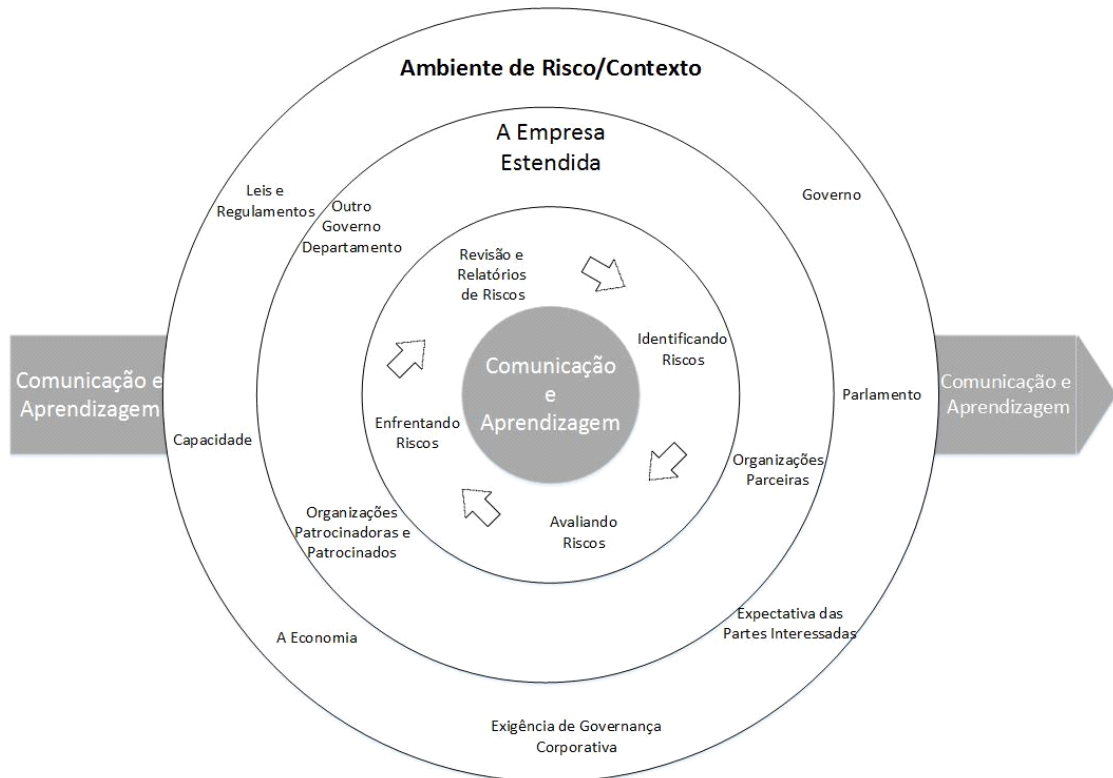 Ambiente de Risco/Contexto
A Empresa
Estendida
Leis e
Regulamentos
Outro
Governo
Departamento
Governo
Revisão e
Relatórios
de Riscos
Identificando
Riscos
Comunicação e
Aprendizagem
Comunicação
e
Aprendizagem
Comunicação e
Aprendizagem
Parlamento
Capacidade
Enfrentando
Riscos
Organizações
Parceiras
Organizações
Patrocinadoras e
Patrocinados
Avaliando
Riscos
A Economia
Expectativa das
Partes Interessadas
Exigência de Governança
Corporativa